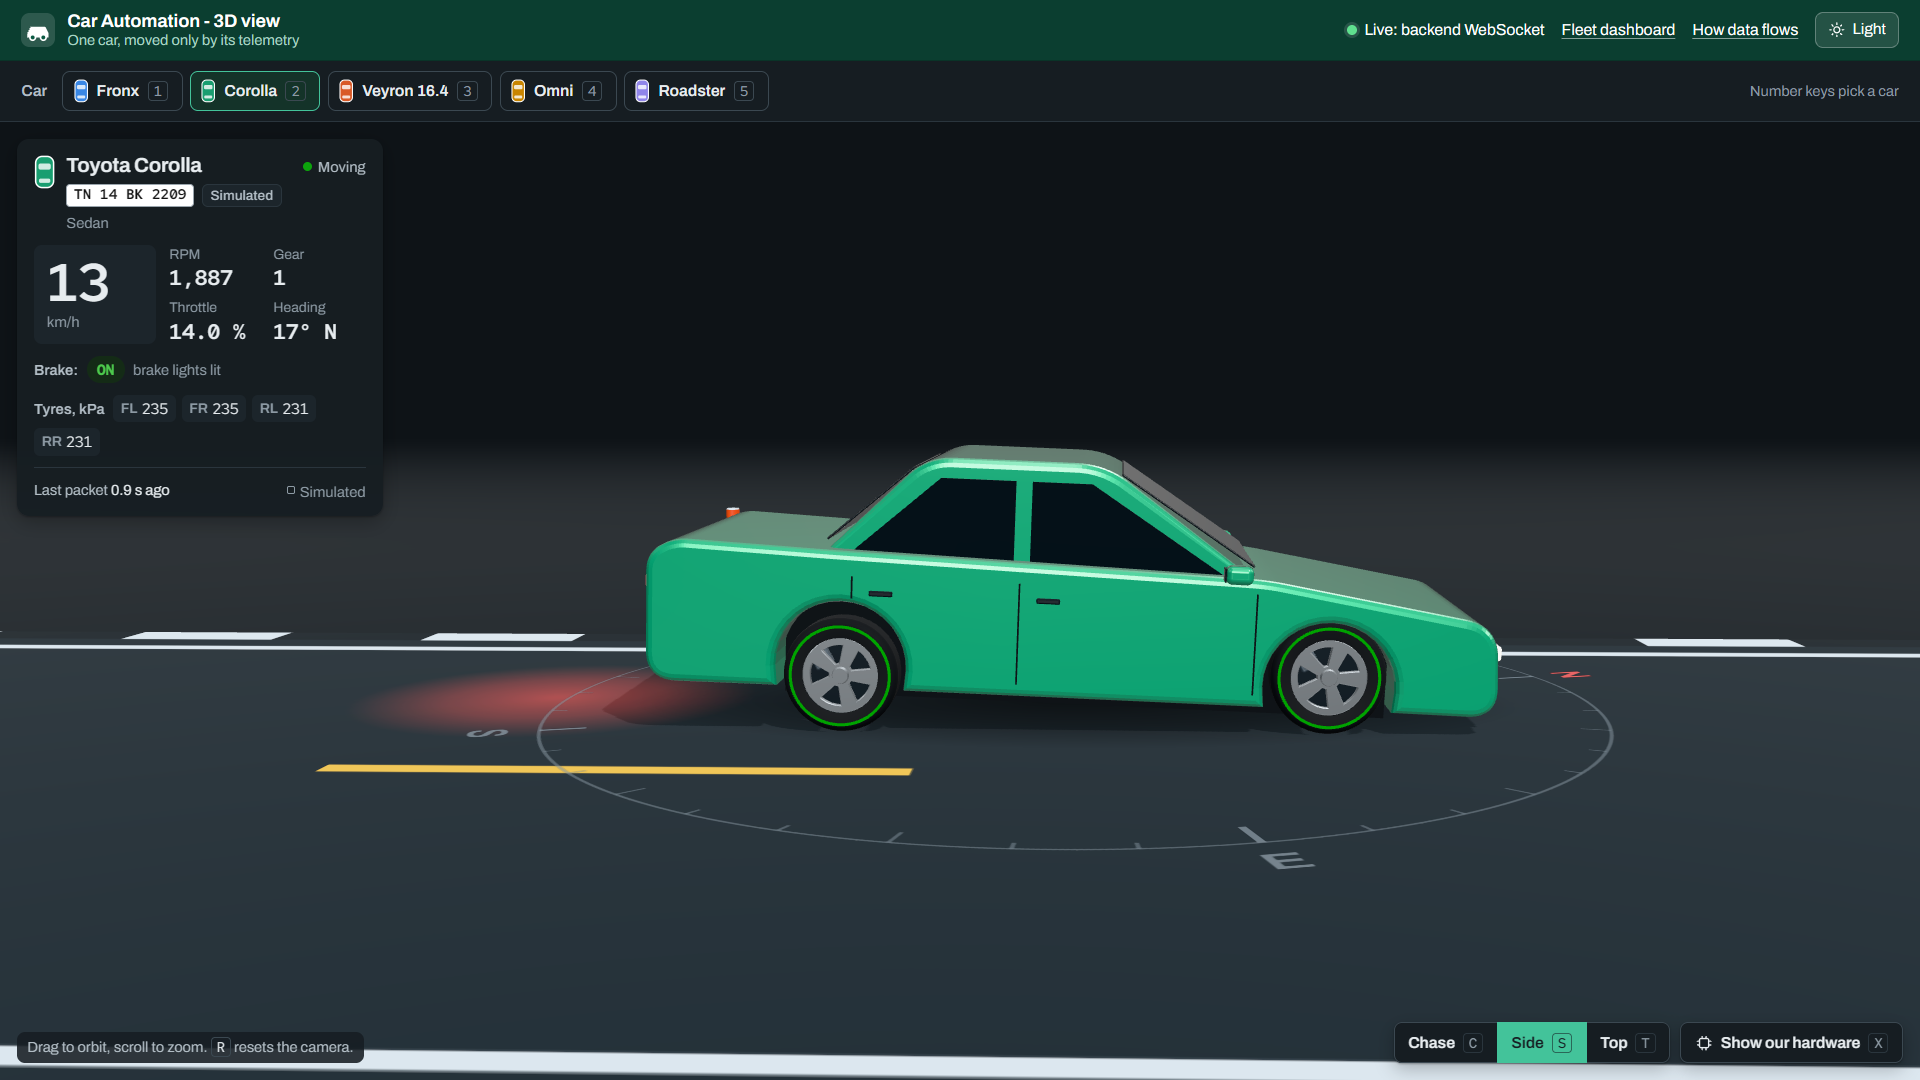 Car Automation - 3D view
One car, moved only by its telemetry
Live: backend WebSocket
Fleet dashboard
How data flows
Light
Car
Fronx 1
Corolla 2
Veyron 16.4 3
Omni 4
Roadster 5
Number keys pick a car
Toyota Corolla
Moving
TN 14 BK 2209
Simulated
Sedan
13
km/h
RPM
1,887
Gear
1
Throttle
14.0 %
Heading
17° N
Brake: ON brake lights lit
Tyres, kPa FL 235 FR 235 RL 231
RR 231
Last packet 0.9 s ago
Simulated
N
S
E
Drag to orbit, scroll to zoom. R resets the camera.
Chase C
Side S
Top T
Show our hardware X